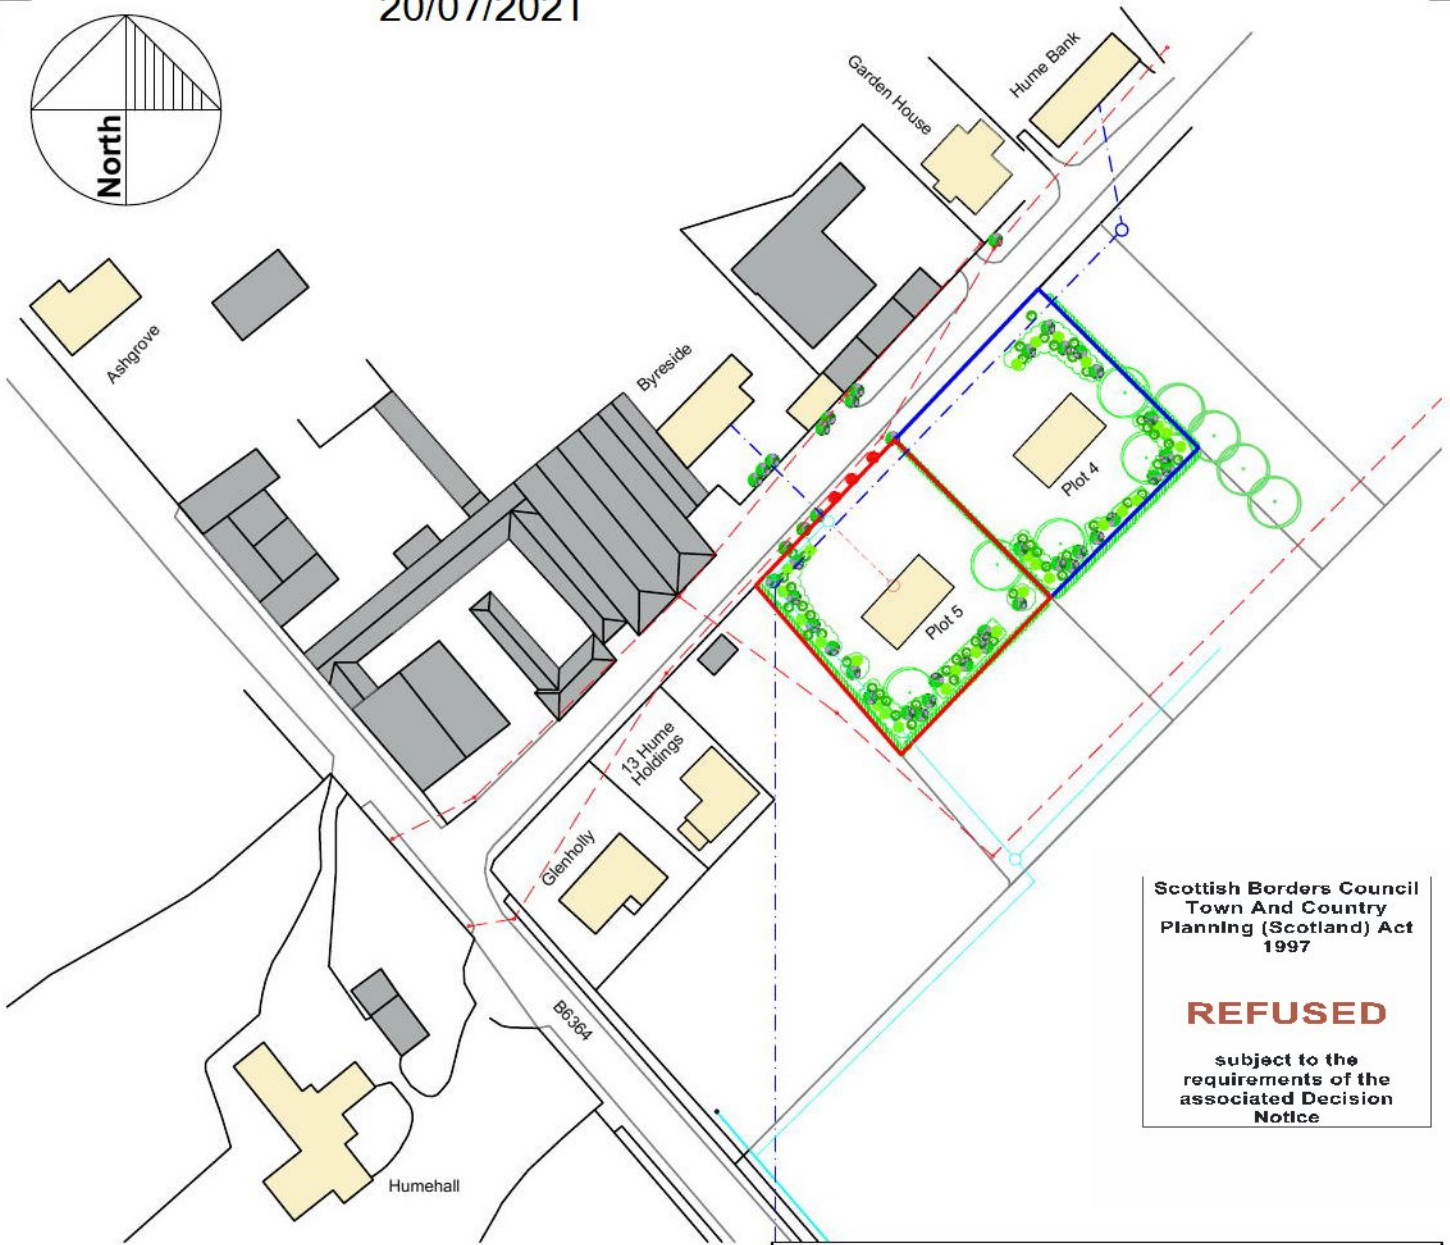 20/07/2021
North
Garden House
Hume Bank
Ashgrove
Byreside
Plot 4
Plot 5
13 Hume
Holdings
Glenholly
B6364
Humehall
Scottish Borders Council
Town And Country
Planning (Scotland) Act
1997
REFUSED
subject to the
requirements of the
associated Decision
Notice